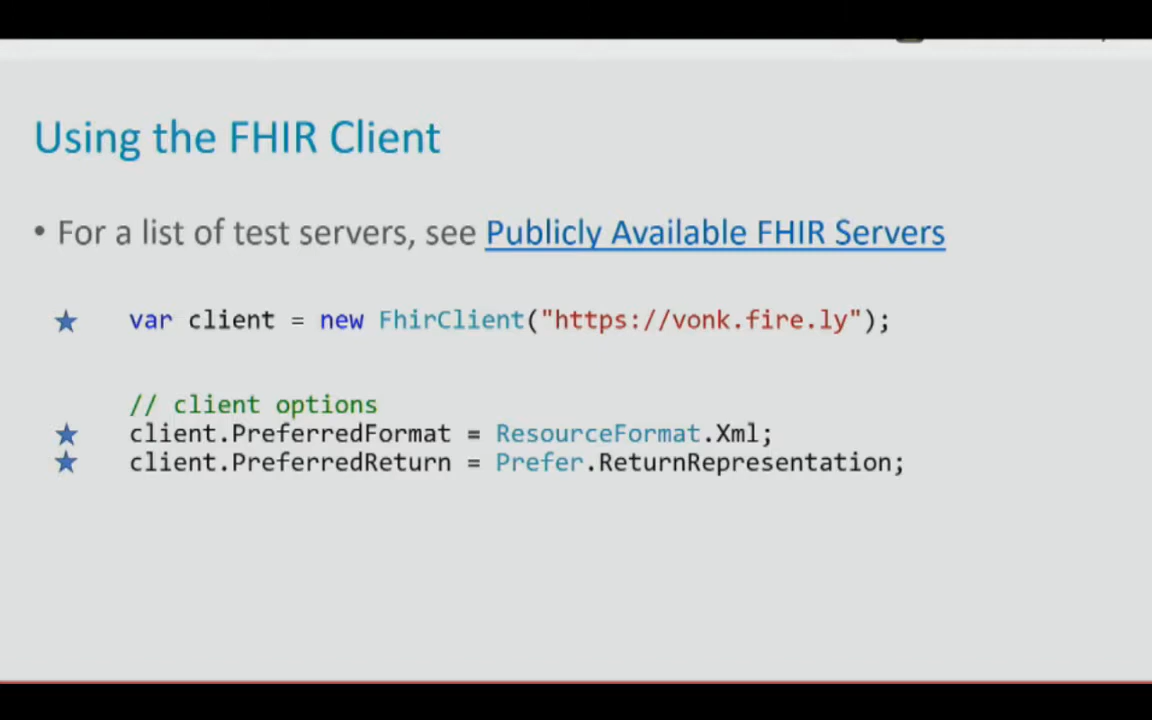 Using the FHIR Client
• For a list of test servers, see Publicly Available FHIR Servers
var client = new FhirClient("https://vonk.fire.ly");
// client options
client.PreferredFormat = ResourceFormat.Xml;
client.PreferredReturn = Prefer.ReturnRepresentation;